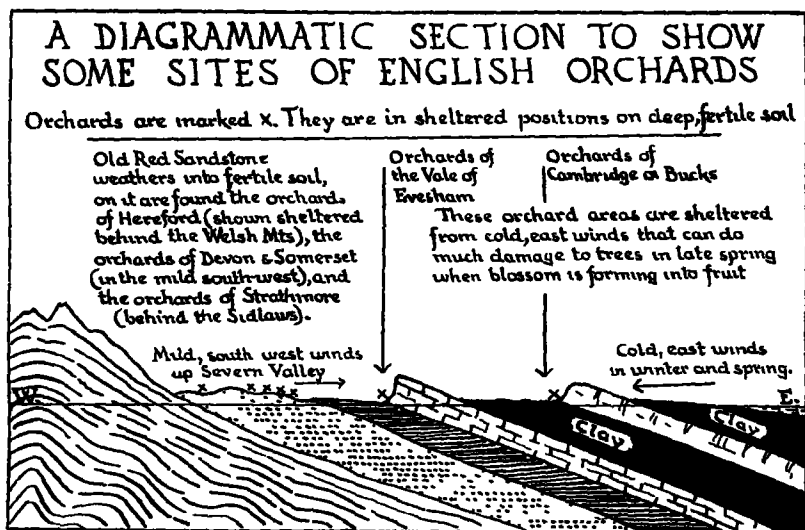 A DIAGRAMMATIC SECTION TO SHOW
SOME SITES OF ENGLISH ORCHARDS
Orchards are marked x. They are in sheltered positions on deep, fertile soil
Old Red Sandstone
weathers into fertile soil,
on it are found the orchards
of Hereford (shown sheltered
behind the Welsh Mts), the
orchards of Devon & Somerset
(in the mild south-west), and
the orchards of Strathmore
(behind the Sidlaws).
Orchards of
the Vale of
Evesham
Orchards of
Cambridge or Bucks
These orchard areas are sheltered
from cold, east winds that can do
much damage to trees in late spring
when blossom is forming into fruit
Mild, south west winds
up Severn Valley
Cold, east winds
in winter and spring.
W.
x x x x x
x
x
E.
Clay
Clay